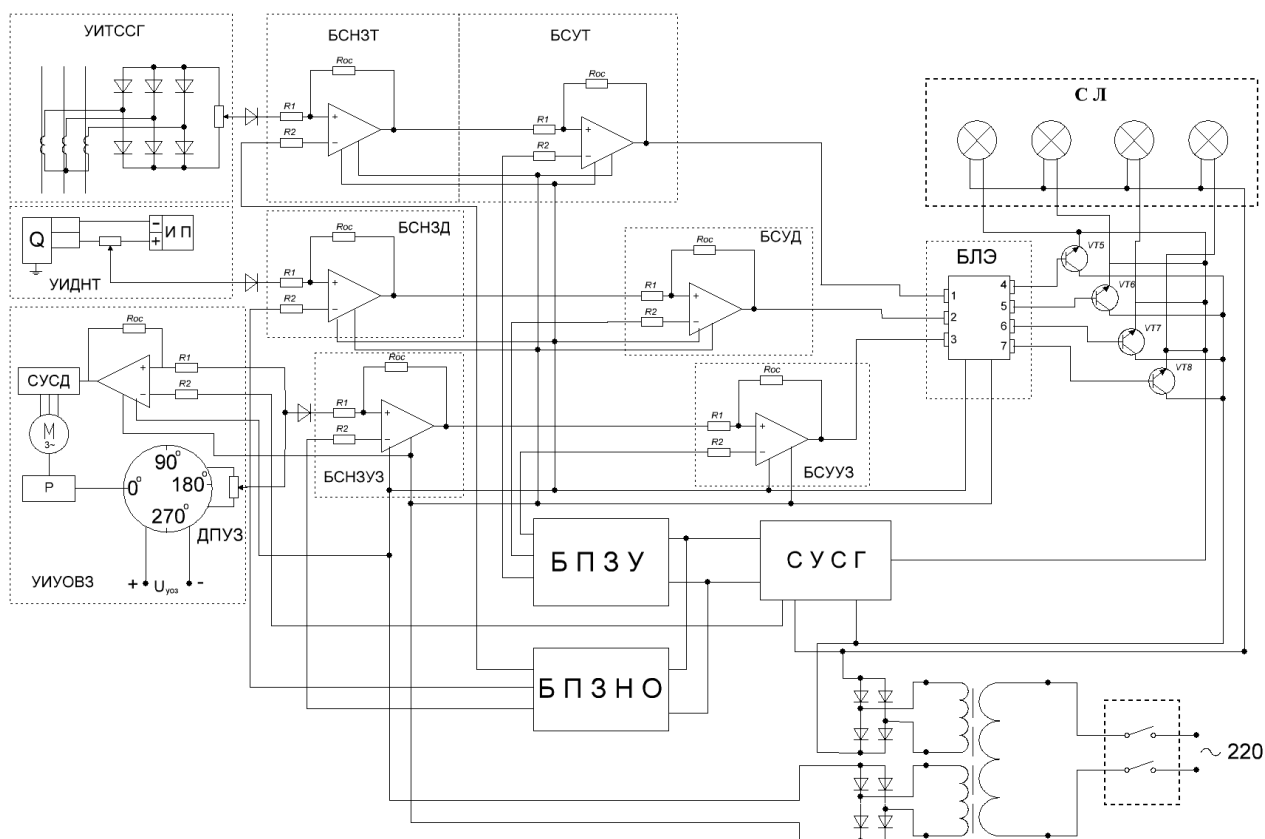 УИТССГ
БСНЗТ
БСУТ
Roc
R1
+
R2
−
Roc
R1
+
R2
−
С Л
Q
−
+
И П
УИДНТ
БСНЗД
Roc
R1
+
R2
−
БСУД
Roc
R1
+
R2
−
БЛЭ
1
2
3
4
5
6
7
VT5
VT6
VT7
VT8
Roc
R1
+
R2
−
СУСД
М
3~
Р
90°
0°
180°
270°
ДПУЗ
+ Uуоз -
УИУОВЗ
Roc
R1
+
R2
−
БСНЗУЗ
Roc
R1
+
R2
−
БСУУЗ
Б П З У
С У С Г
Б П З Н О
~ 220